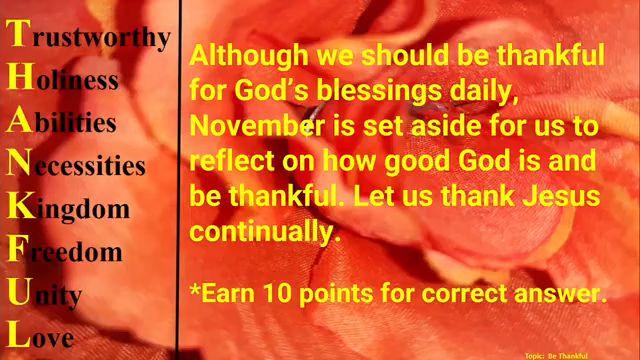 Trustworthy
Holiness
Abilities
Necessities
Kingdom
Freedom
Unity
Love
Although we should be thankful
for God’s blessings daily,
November is set aside for us to
reflect on how good God is and
be thankful. Let us thank Jesus
continually.
*Earn 10 points for correct answer.
Topic: Be Thankful